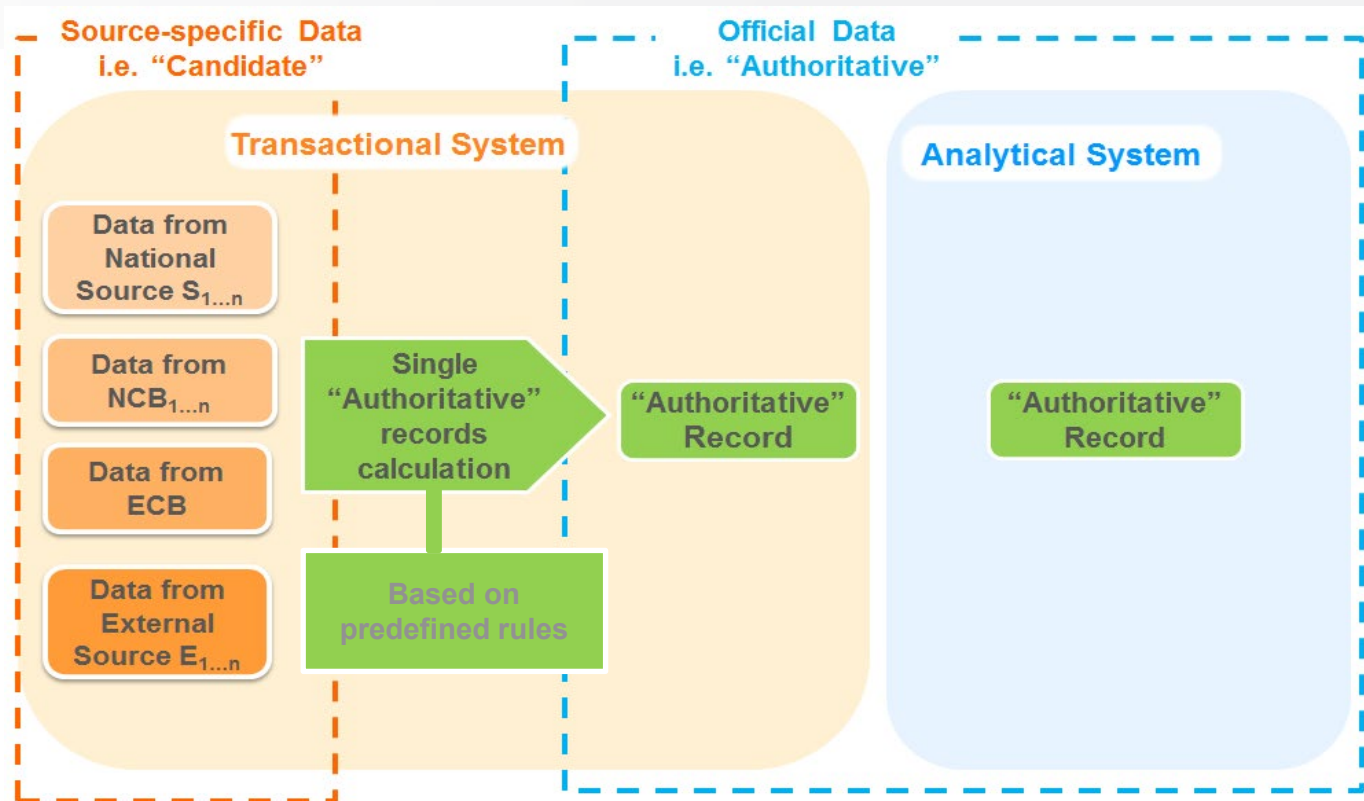 Source-specific Data
i.e. “Candidate”
Official Data
i.e. “Authoritative”
Transactional System
Analytical System
Data from
National
Source S1...n
Data from
NCB1...n
Data from
ECB
Data from
External
Source E1...n
Single
“Authoritative”
records
calculation
Based on
predefined rules
“Authoritative”
Record
“Authoritative”
Record